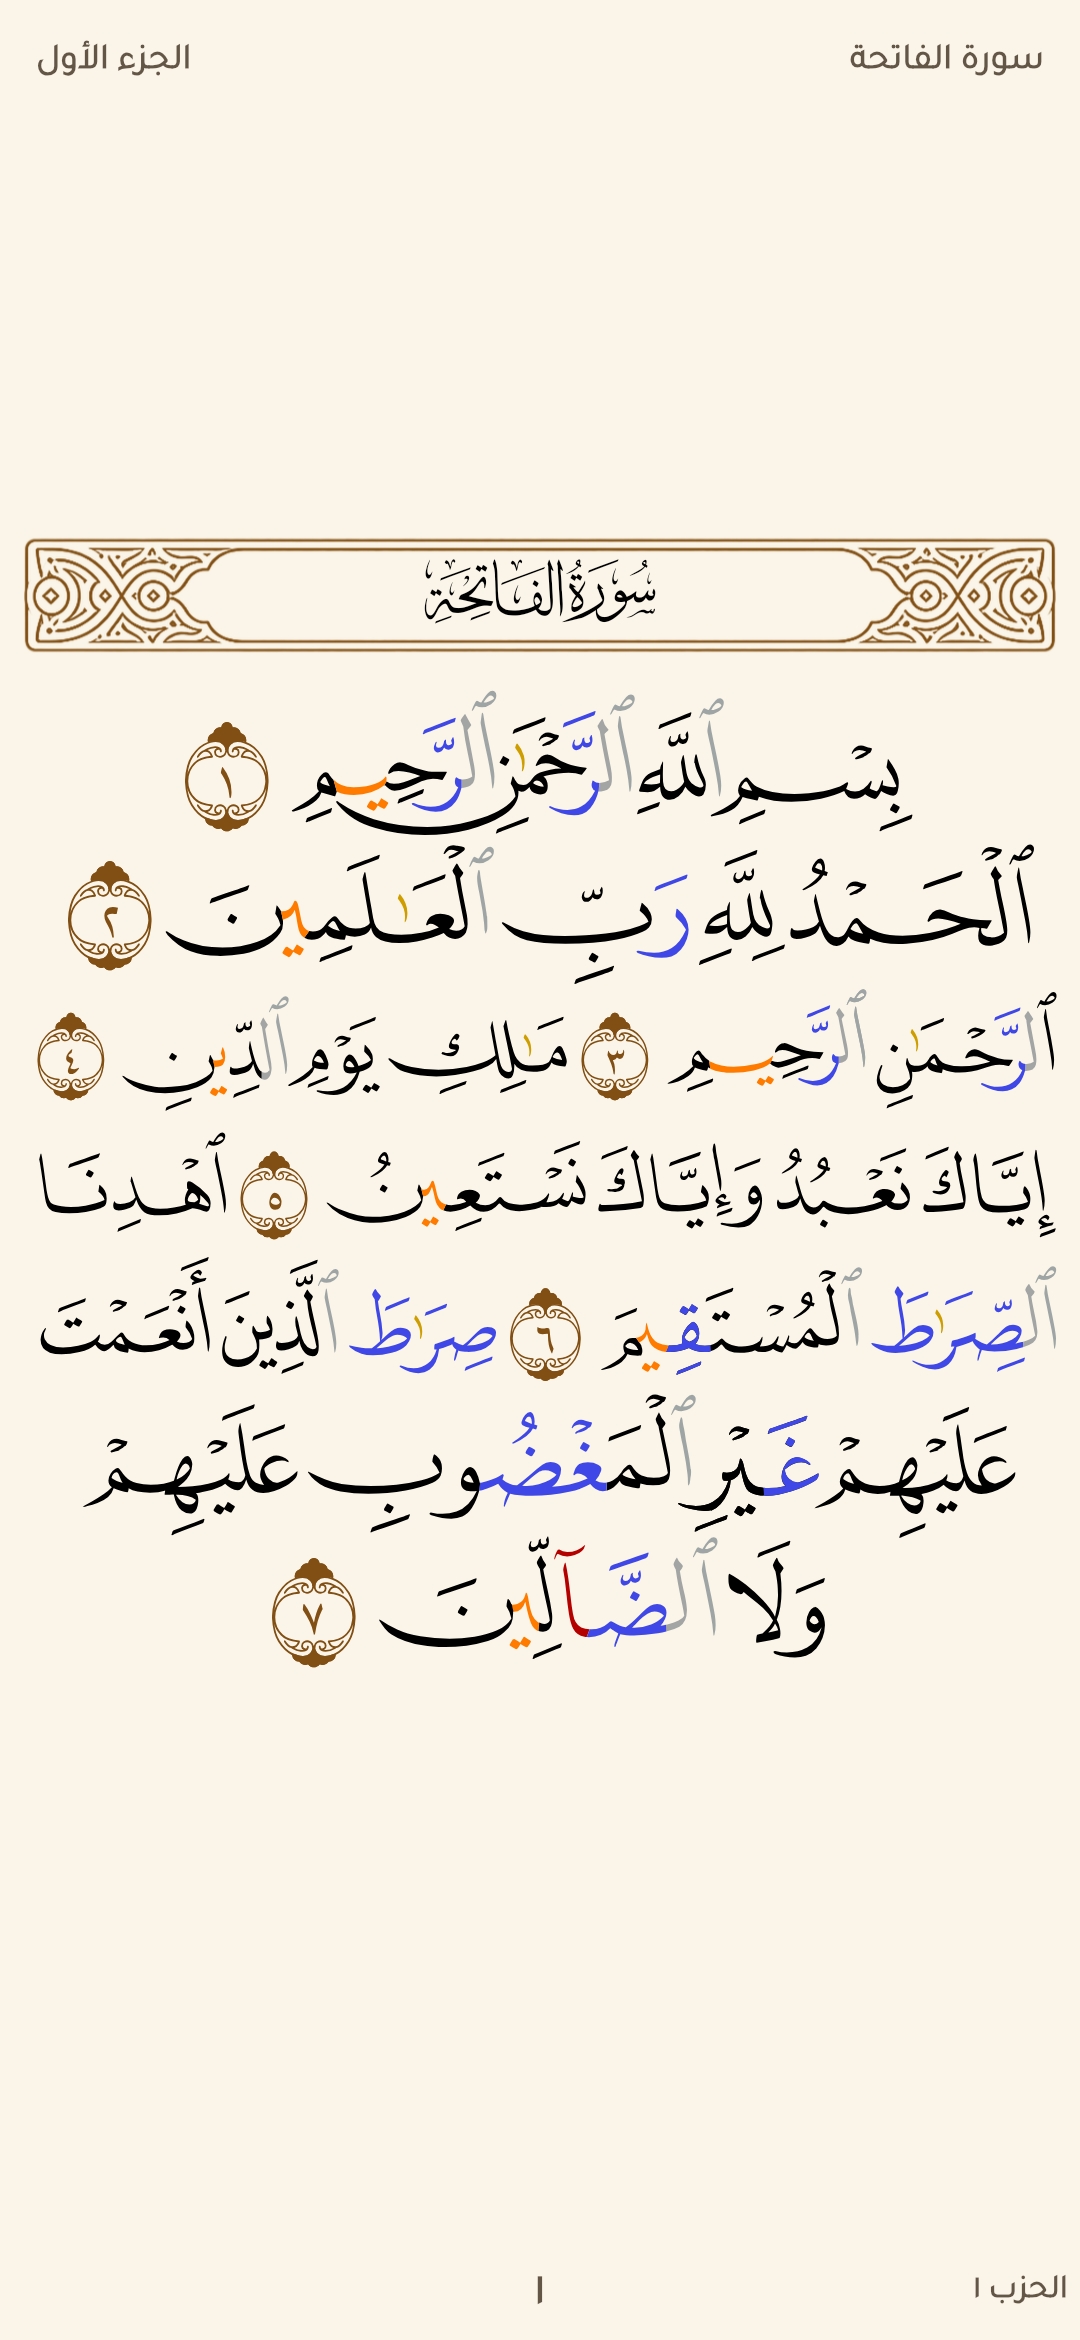 سورة الفاتحة
الجزء الأول
سُورَةُ الفَاتِحَةِ
بِسْمِ ٱللَّهِ ٱلرَّحْمَٰنِ ٱلرَّحِيمِ ١
ٱلْحَمْدُ لِلَّهِ رَبِّ ٱلْعَٰلَمِينَ ٢
ٱلرَّحْمَٰنِ ٱلرَّحِيمِ ٣ مَٰلِكِ يَوْمِ ٱلدِّينِ ٤
إِيَّاكَ نَعْبُدُ وَإِيَّاكَ نَسْتَعِينُ ٥ ٱهْدِنَا
ٱلصِّرَٰطَ ٱلْمُسْتَقِيمَ ٦ صِرَٰطَ ٱلَّذِينَ أَنْعَمْتَ
عَلَيْهِمْ غَيْرِ ٱلْمَغْضُوبِ عَلَيْهِمْ
وَلَا ٱلضَّآلِّينَ ٧
الحزب ١
١